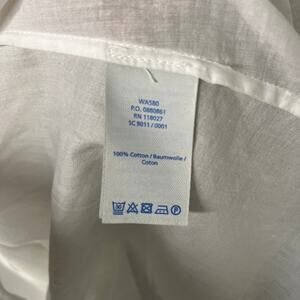 WA580
P.O. 0880861
RN 118027
SC 8011 / 0001
100% Cotton / Baumwolle /
Coton